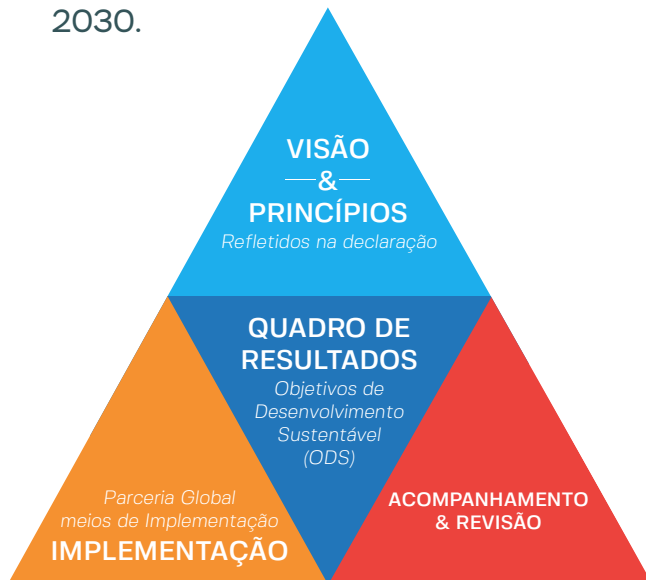 2030.
VISÃO
&
PRINCÍPIOS
Refletidos na declaração
QUADRO DE
RESULTADOS
Objetivos de
Desenvolvimento
Sustentável
(ODS)
Parceria Global
meios de Implementação
IMPLEMENTAÇÃO
ACOMPANHAMENTO
& REVISÃO